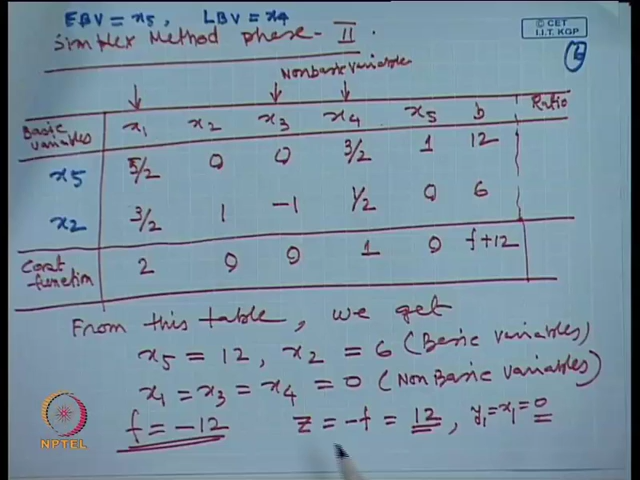 EBV = x5, LBV = x4
Simplex Method phase - II.
© CET
I.I.T. KGP
Nonbasic Variables
Basic variables x1 x2 x3 x4 x5 b Ratio
x5 5/2 0 0 3/2 1 12
x2 3/2 1 -1 1/2 0 6
Cost function 2 0 0 1 0 f+12
From this table, we get
x5 = 12, x2 = 6 (Basic variables)
x1 = x3 = x4 = 0 (Non Basic variables)
f = -12 z = -f = 12, y1 = x1 = 0
NPTEL